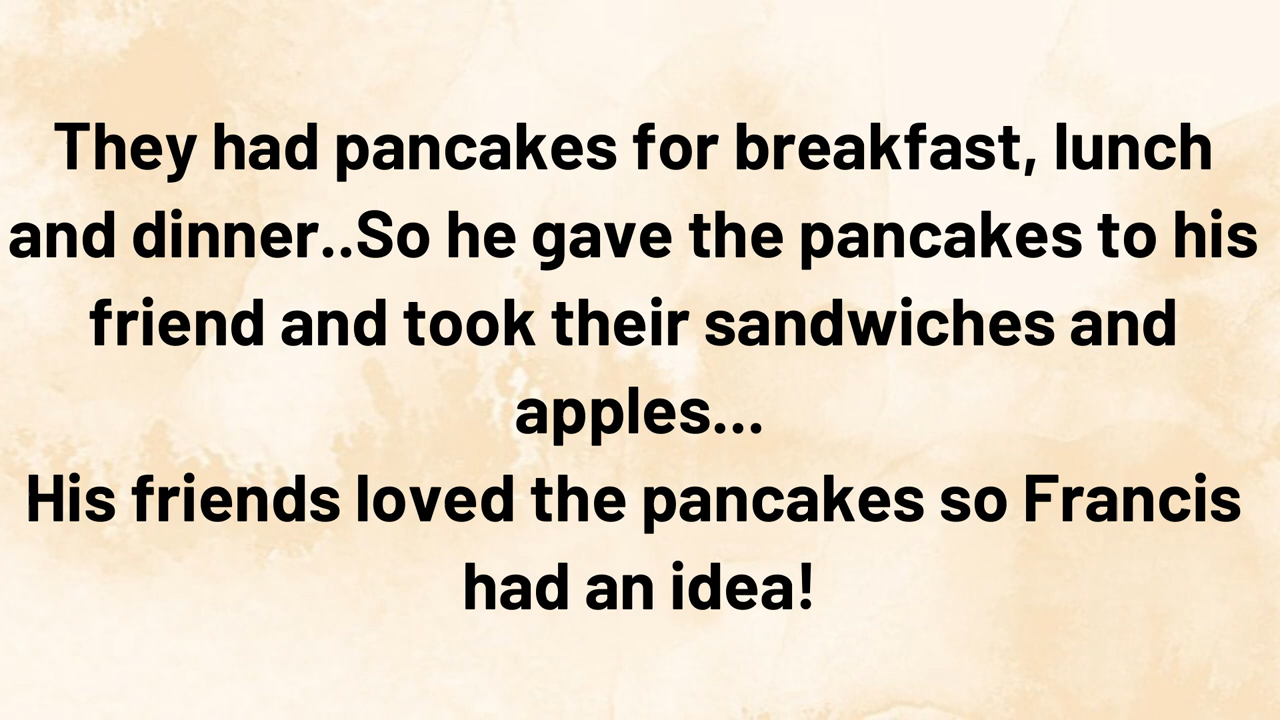 They had pancakes for breakfast, lunch
and dinner..So he gave the pancakes to his
friend and took their sandwiches and
apples...
His friends loved the pancakes so Francis
had an idea!